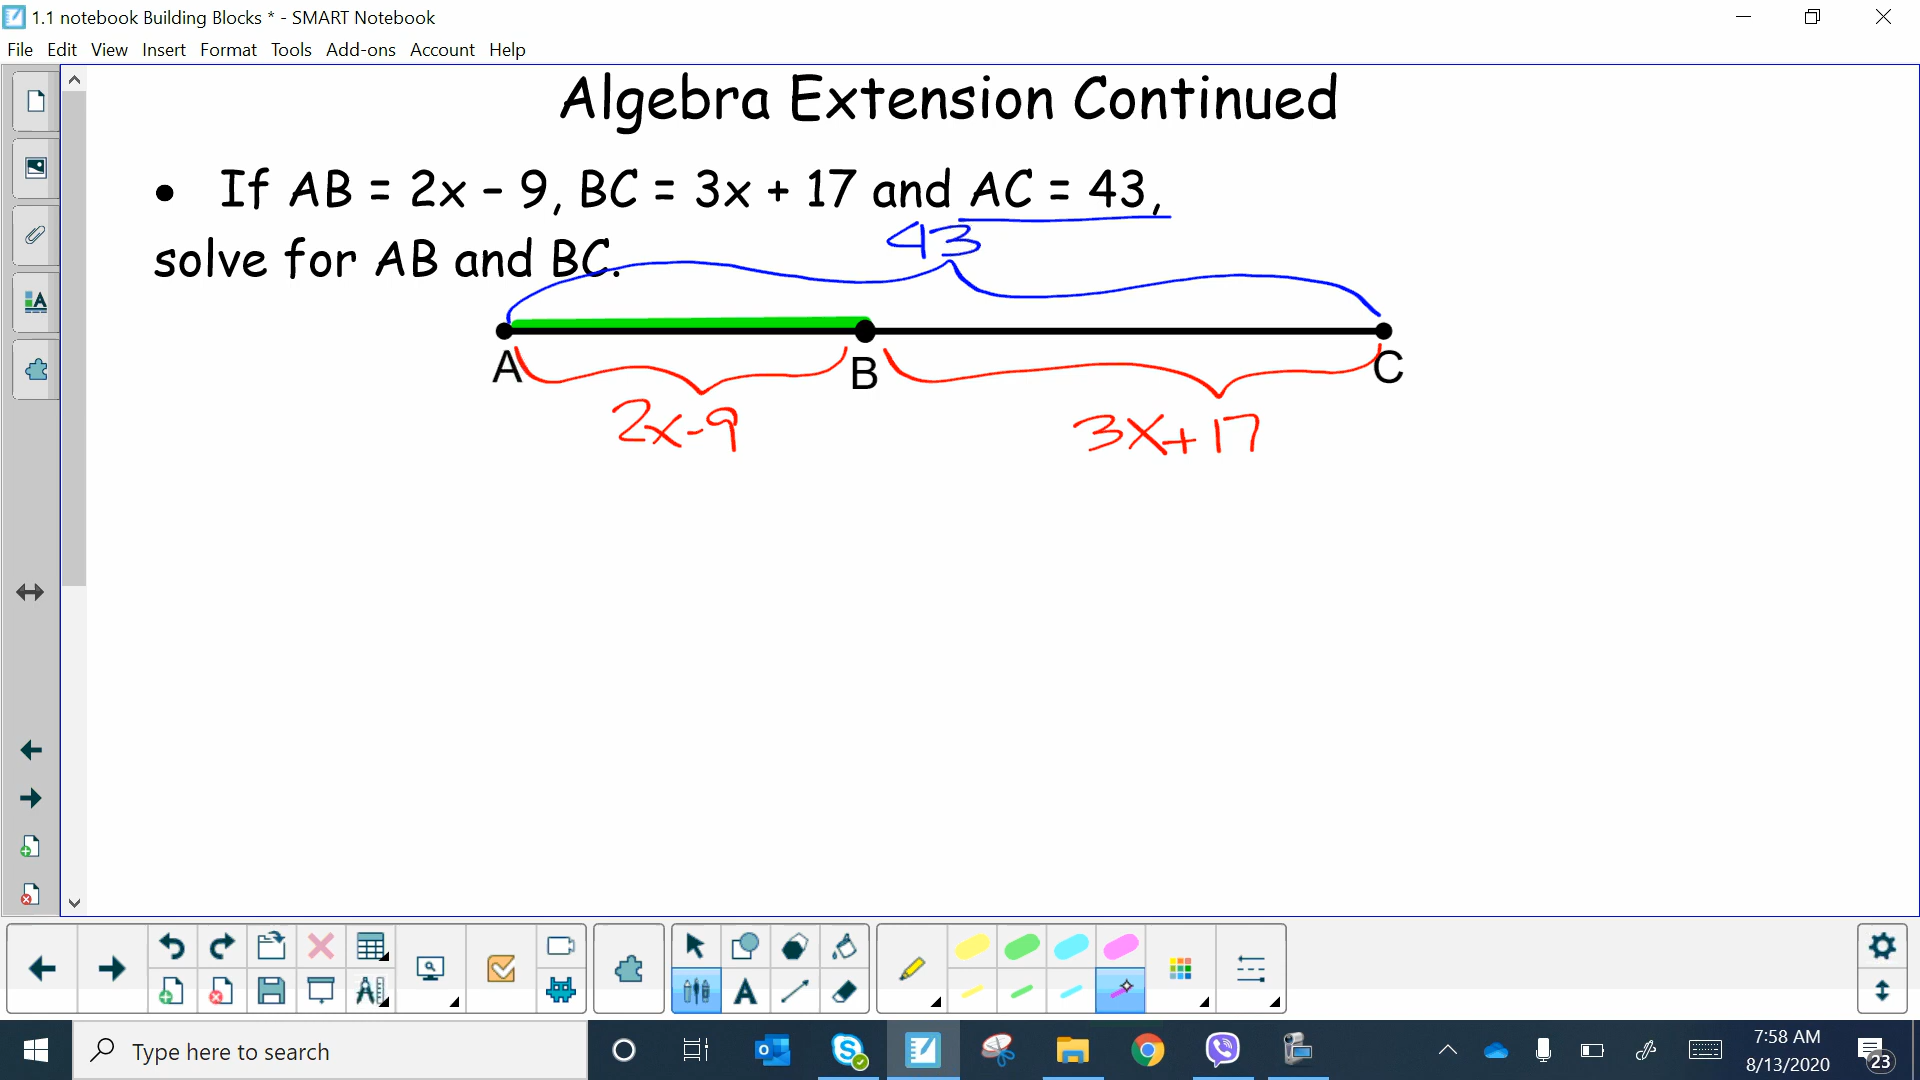 1.1 notebook Building Blocks * - SMART Notebook
File Edit View Insert Format Tools Add-ons Account Help
Algebra Extension Continued
• If AB = 2x – 9, BC = 3x + 17 and AC = 43,
solve for AB and BC.
43
A B C
2x-9 3x+17
Type here to search
7:58 AM
8/13/2020
23